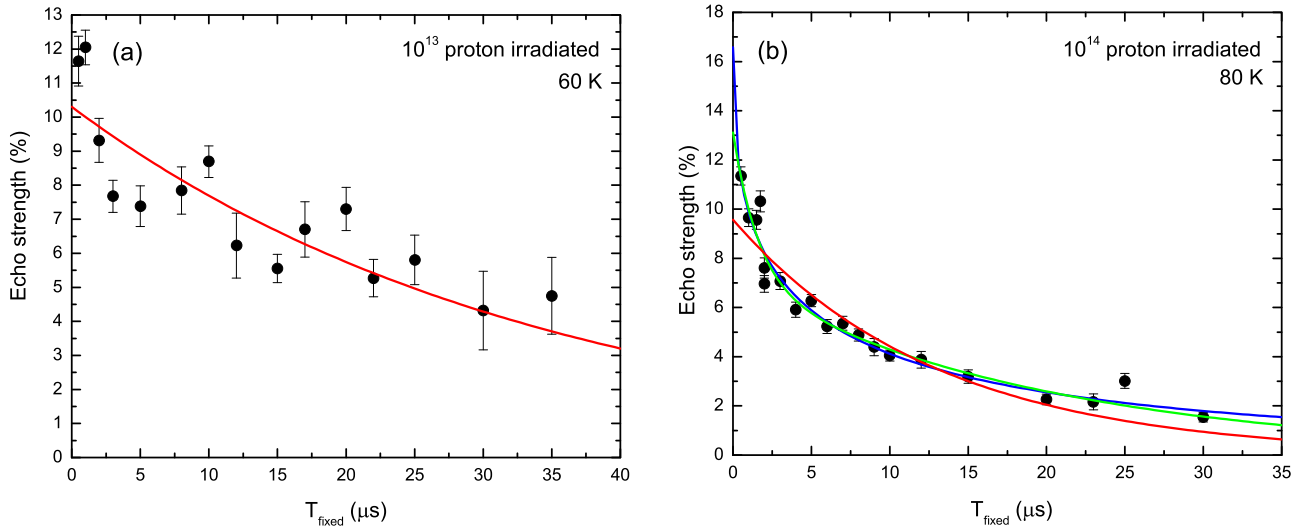 (a)
10¹³ proton irradiated
60 K
Echo strength (%)
13
12
11
10
9
8
7
6
5
4
3
2
1
0
0 5 10 15 20 25 30 35 40
T_fixed (μs)
(b)
10¹⁴ proton irradiated
80 K
Echo strength (%)
18
16
14
12
10
8
6
4
2
0
0 5 10 15 20 25 30 35
T_fixed (μs)